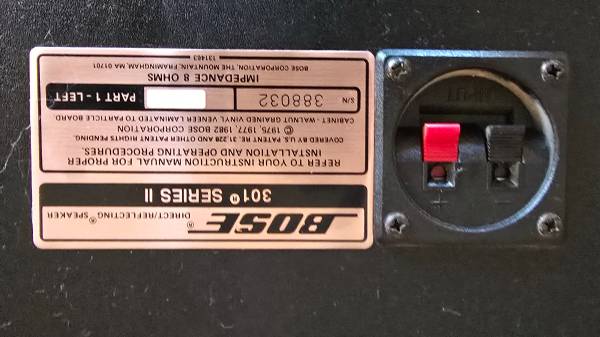 BOSE® DIRECT/REFLECTING® SPEAKER
301® SERIES II
REFER TO YOUR INSTRUCTION MANUAL FOR PROPER
INSTALLATION AND OPERATING PROCEDURES.
COVERED BY U.S. PATENT RE. 31,228 AND OTHER PATENT RIGHTS PENDING.
© 1975, 1977, 1982 BOSE CORPORATION
CABINET - WALNUT GRAINED VINYL VENEER LAMINATED TO PARTICLE BOARD
S/N 388032 PART 1 - LEFT
IMPEDANCE 8 OHMS
BOSE CORPORATION, THE MOUNTAIN, FRAMINGHAM, MA 01701
131463
INPUT
+ -